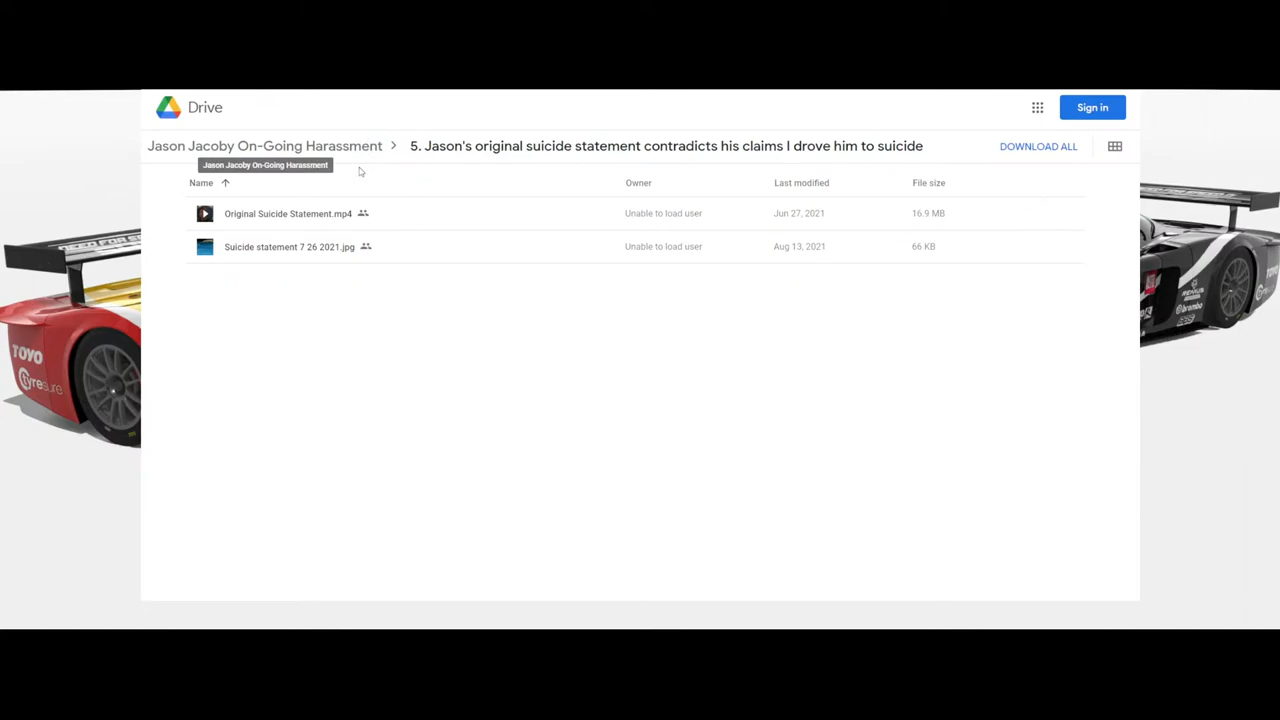 Drive
Sign in
Jason Jacoby On-Going Harassment > 5. Jason's original suicide statement contradicts his claims I drove him to suicide
DOWNLOAD ALL
Jason Jacoby On-Going Harassment
Name Owner Last modified File size
Original Suicide Statement.mp4 Unable to load user Jun 27, 2021 16.9 MB
Suicide statement 7 26 2021.jpg Unable to load user Aug 13, 2021 66 KB
TOYO
tyresure
REMUS
brembo